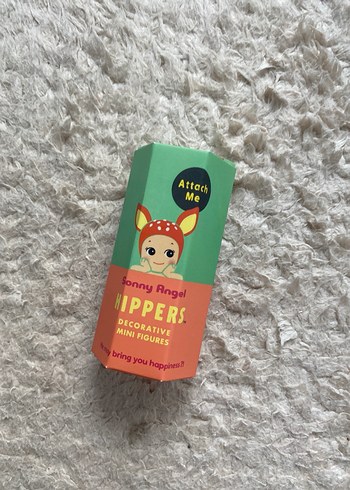 Attach
Me
Sonny Angel
HIPPERS
DECORATIVE
MINI FIGURES
bring you happiness